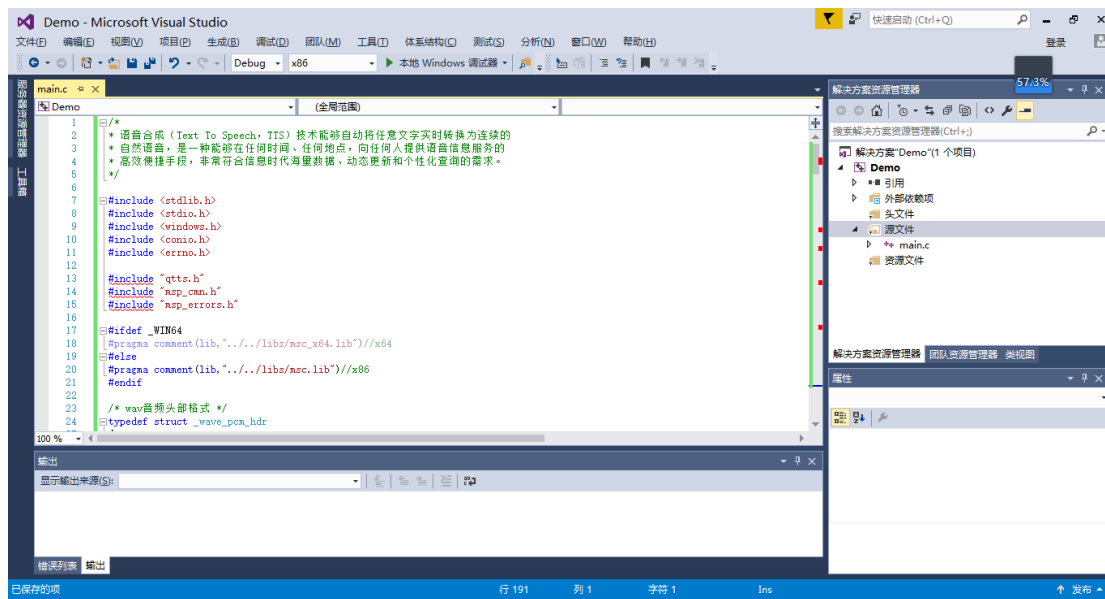 Demo - Microsoft Visual Studio
快速启动 (Ctrl+Q)
文件(F) 编辑(E) 视图(V) 项目(P) 生成(B) 调试(D) 团队(M) 工具(T) 体系结构(C) 测试(S) 分析(N) 窗口(W) 帮助(H) 登录
Debug x86 本地 Windows 调试器
57.3%
服务器资源管理器
工具箱
main.c
Demo (全局范围)
1 /*
2 * 语音合成（Text To Speech，TTS）技术能够自动将任意文字实时转换为连续的
3 * 自然语音，是一种能够在任何时间、任何地点，向任何人提供语音信息服务的
4 * 高效便捷手段，非常符合信息时代海量数据、动态更新和个性化查询的需求。
5 */
6
7 #include <stdlib.h>
8 #include <stdio.h>
9 #include <windows.h>
10 #include <conio.h>
11 #include <errno.h>
12
13 #include "qtts.h"
14 #include "msp_cmn.h"
15 #include "msp_errors.h"
16
17 #ifdef _WIN64
18 #pragma comment(lib,"../../libs/msc_x64.lib")//x64
19 #else
20 #pragma comment(lib,"../../libs/msc.lib")//x86
21 #endif
22
23 /* wav音频头部格式 */
24 typedef struct _wave_pcm_hdr
100 %
输出
显示输出来源(S):
错误列表 输出
解决方案资源管理器
搜索解决方案资源管理器(Ctrl+;)
解决方案"Demo"(1 个项目)
Demo
引用
外部依赖项
头文件
源文件
main.c
资源文件
解决方案资源管理器 团队资源管理器 类视图
属性
已保存的项 行 191 列 1 字符 1 Ins 发布